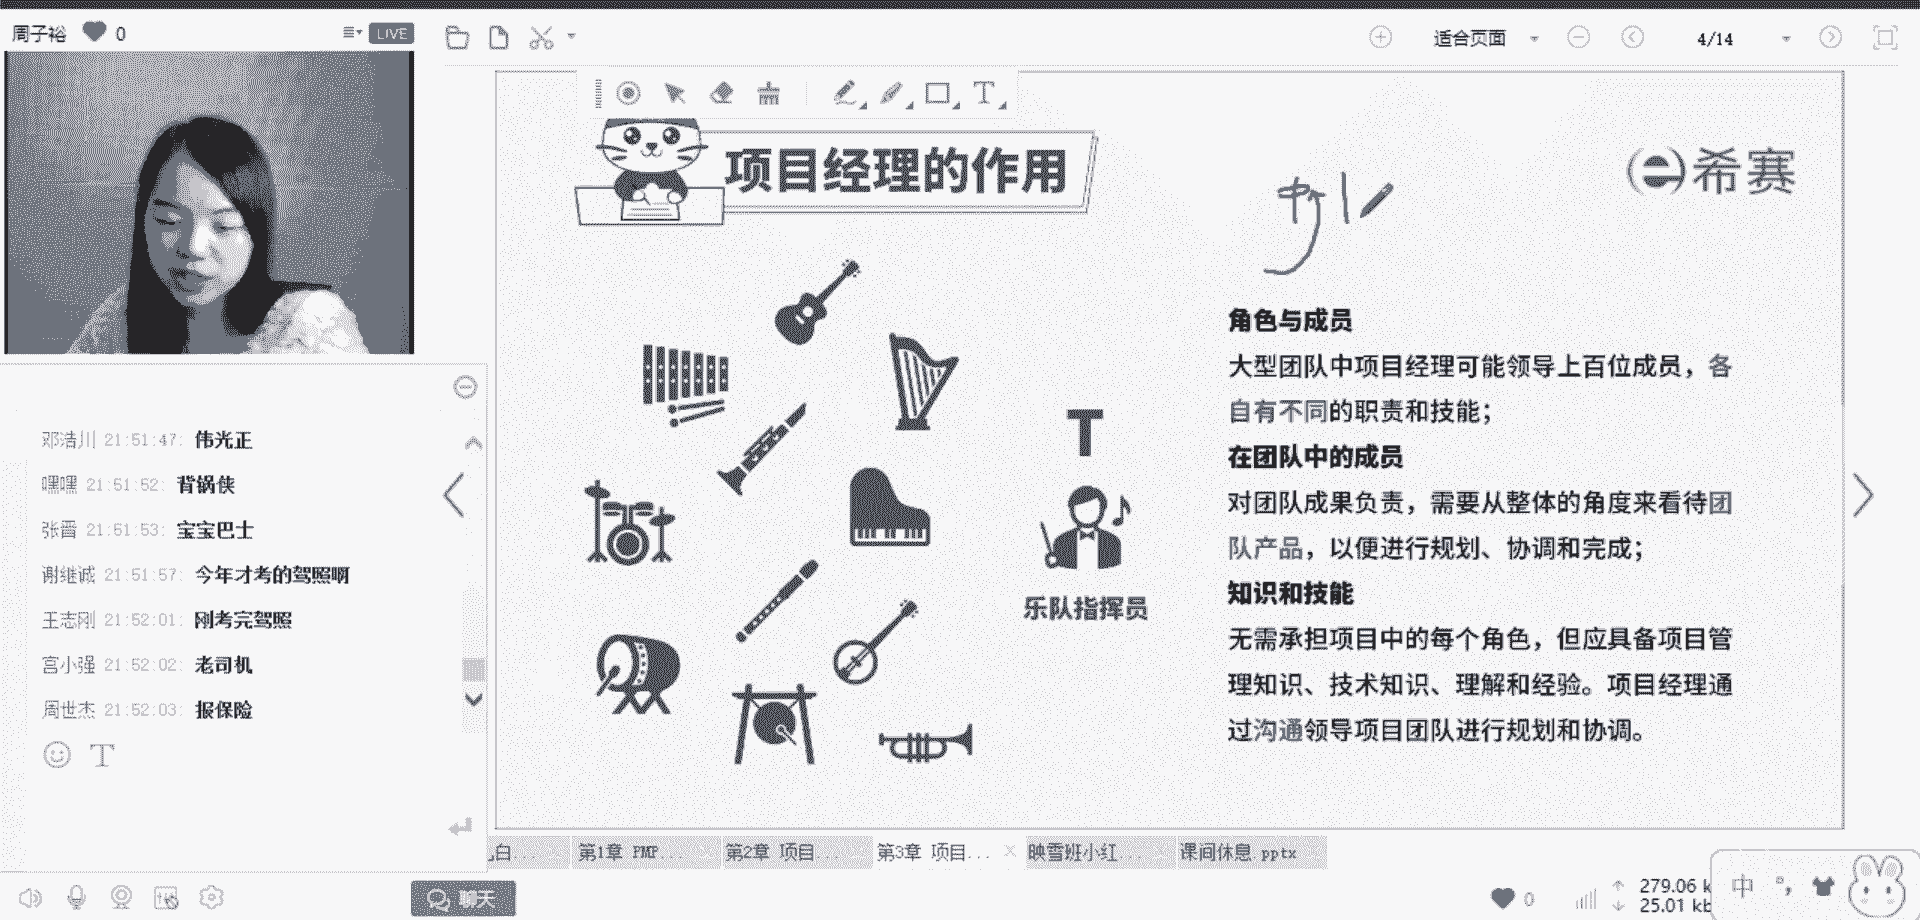 周子裕 0 LIVE
适合页面 4/14
项目经理的作用
希赛
角色与成员
大型团队中项目经理可能领导上百位成员，各
自有不同的职责和技能；
在团队中的成员
对团队成果负责，需要从整体的角度来看待团
队产品，以便进行规划、协调和完成；
知识和技能
无需承担项目中的每个角色，但应具备项目管
理知识、技术知识、理解和经验。项目经理通
过沟通领导项目团队进行规划和协调。
乐队指挥员
邓浩川 21:51:47: 伟光正
嘿嘿 21:51:52: 背锅侠
张晋 21:51:53: 宝宝巴士
谢继诚 21:51:57: 今年才考的驾照啊
王志刚 21:52:01: 刚考完驾照
宫小强 21:52:02: 老司机
周世杰 21:52:03: 报保险
白... 第1章 PMP... 第2章 项目... 第3章 项目... 映雪班小红... 课间休息.pptx
聊天
0
279.06 k
25.01 kb
中